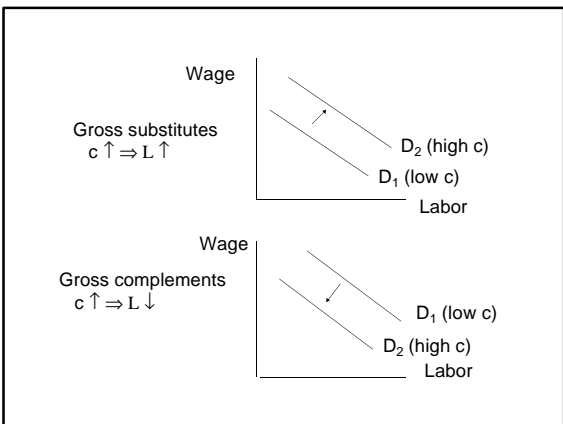 Wage
Gross substitutes
c ↑ ⇒ L ↑
D₂ (high c)
D₁ (low c)
Labor
Wage
Gross complements
c ↑ ⇒ L ↓
D₁ (low c)
D₂ (high c)
Labor